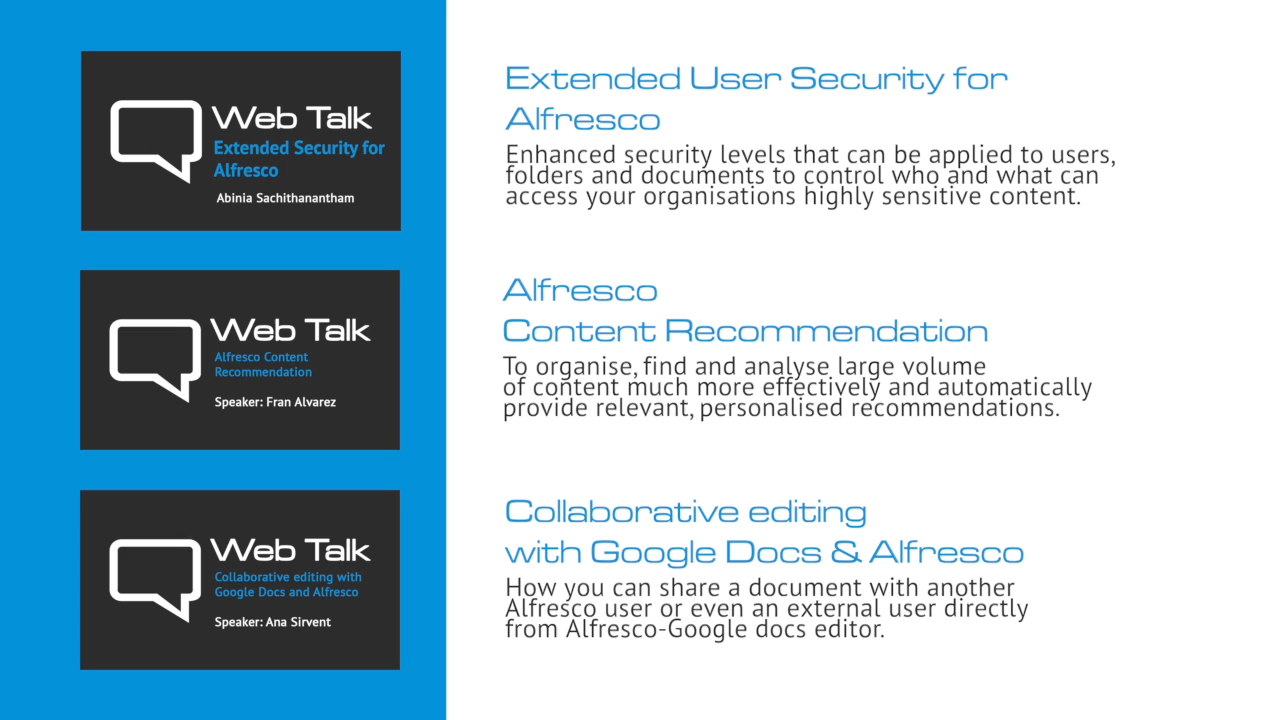 Web Talk
Extended Security for
Alfresco
Abinia Sachithanantham
Extended User Security for
Alfresco
Enhanced security levels that can be applied to users,
folders and documents to control who and what can
access your organisations highly sensitive content.
Web Talk
Alfresco Content
Recommendation
Speaker: Fran Alvarez
Alfresco
Content Recommendation
To organise, find and analyse large volume
of content much more effectively and automatically
provide relevant, personalised recommendations.
Web Talk
Collaborative editing with
Google Docs and Alfresco
Speaker: Ana Sirvent
Collaborative editing
with Google Docs & Alfresco
How you can share a document with another
Alfresco user or even an external user directly
from Alfresco-Google docs editor.